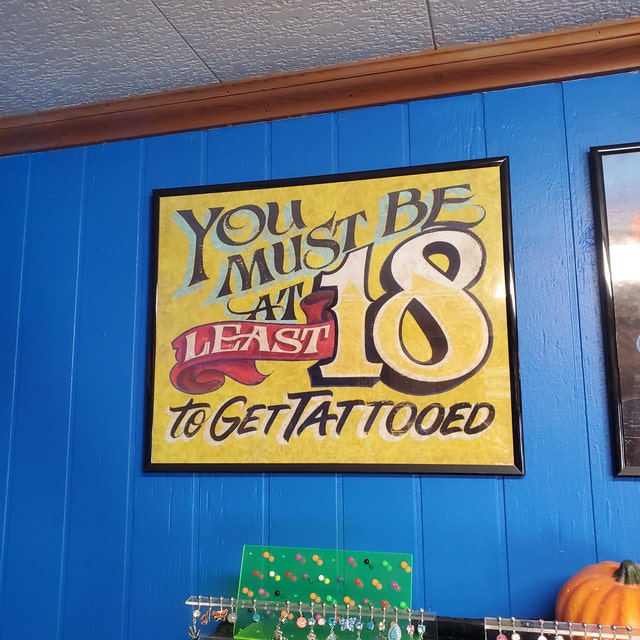 YOU
MUST BE
AT
LEAST 18
to GET TATTOOED